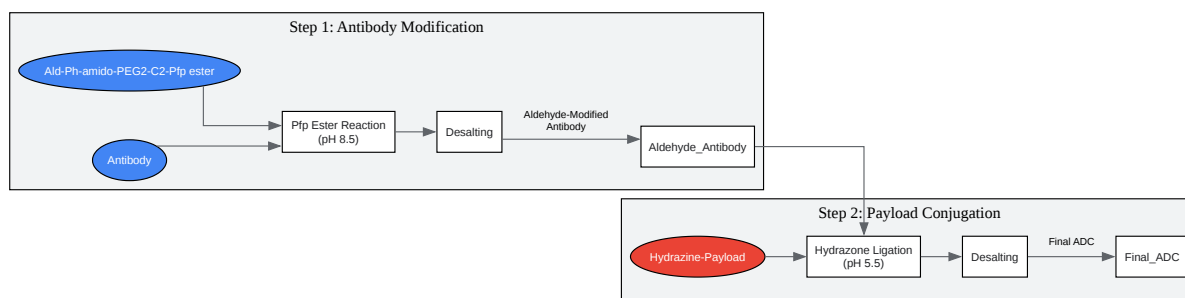 Step 1: Antibody Modification
Ald-Ph-amido-PEG2-C2-Pfp ester
Antibody
Pfp Ester Reaction
(pH 8.5)
Desalting
Aldehyde-Modified
Antibody
Aldehyde_Antibody
Step 2: Payload Conjugation
Hydrazine-Payload
Hydrazone Ligation
(pH 5.5)
Desalting
Final ADC
Final_ADC